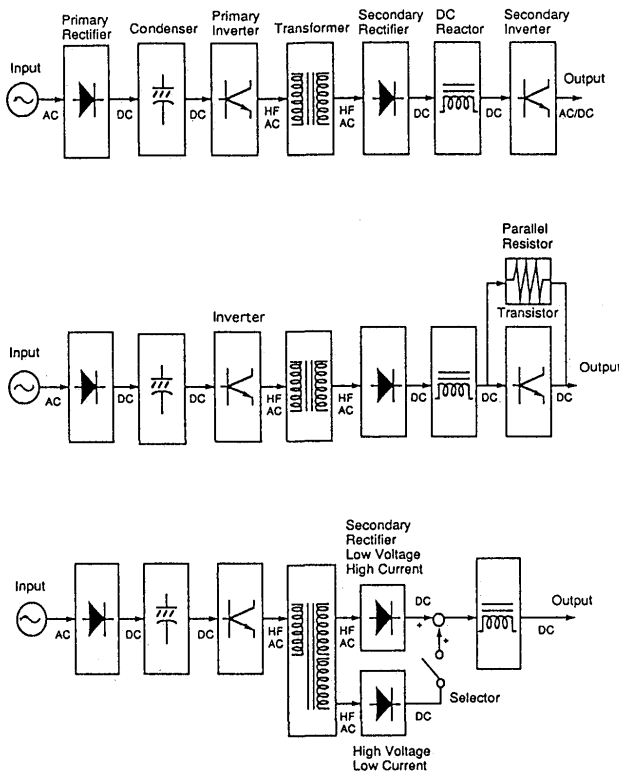 Primary
Rectifier
Condenser
Primary
Inverter
Transformer
Secondary
Rectifier
DC
Reactor
Secondary
Inverter
Input
Output
AC
DC
DC
HF
AC
HF
AC
DC
DC
AC/DC
Parallel
Resistor
Transistor
Inverter
Input
Output
AC
DC
DC
HF
AC
HF
AC
DC
DC
DC
Secondary
Rectifier
Low Voltage
High Current
Input
DC
Output
AC
DC
DC
HF
AC
HF
AC
+
+
DC
Selector
HF
AC
DC
High Voltage
Low Current